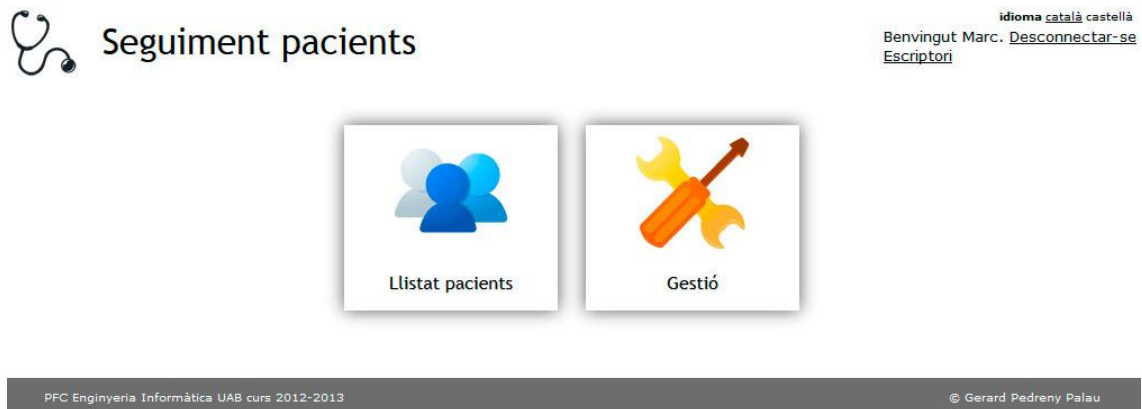 Seguiment pacients
idioma català castellà
Benvingut Marc. Desconnectar-se
Escriptori
Llistat pacients
Gestió
PFC Enginyeria Informàtica UAB curs 2012-2013
© Gerard Pedreny Palau